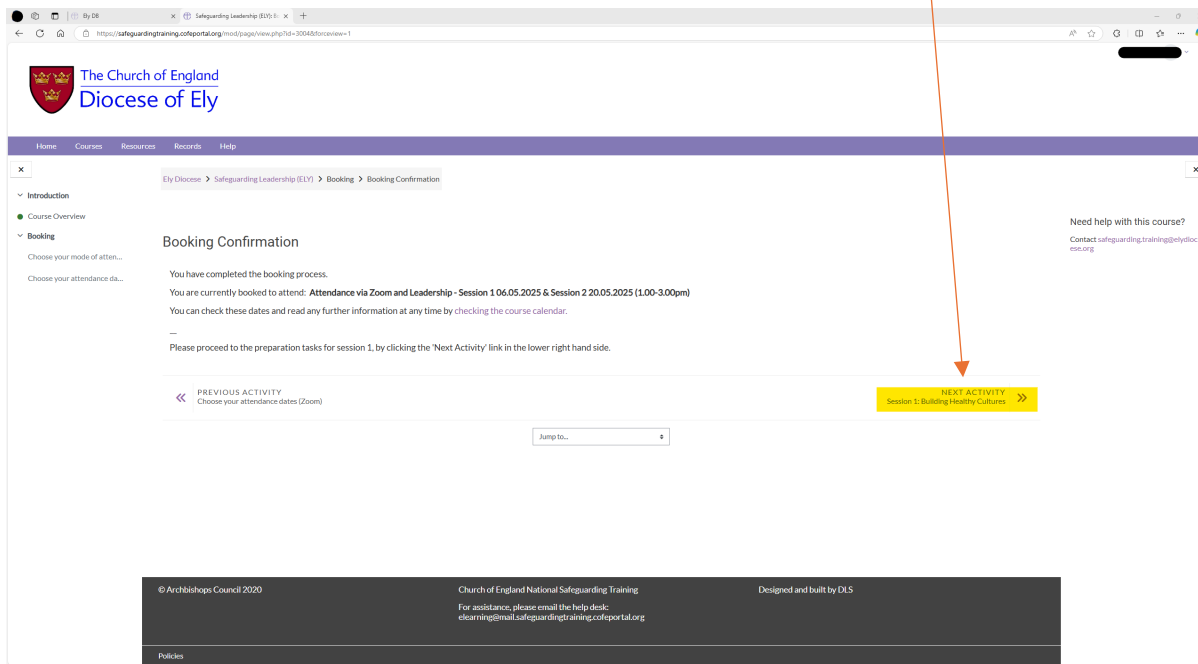 By DB
Safeguarding Leadership (ELY): Bo
https://safeguardingtraining.cofeportal.org/mod/page/view.php?id=3004&forceview=1
The Church of England
Diocese of Ely
Home Courses Resources Records Help
Ely Diocese > Safeguarding Leadership (ELY) > Booking > Booking Confirmation
Introduction
Course Overview
Booking
Choose your mode of atten...
Choose your attendance da...
Booking Confirmation
You have completed the booking process.
You are currently booked to attend: Attendance via Zoom and Leadership - Session 1 06.05.2025 & Session 2 20.05.2025 (1.00-3.00pm)
You can check these dates and read any further information at any time by checking the course calendar.
—
Please proceed to the preparation tasks for session 1, by clicking the 'Next Activity' link in the lower right hand side.
PREVIOUS ACTIVITY
Choose your attendance dates (Zoom)
NEXT ACTIVITY
Session 1: Building Healthy Cultures
Jump to...
Need help with this course?
Contact safeguarding.training@elydioc
ese.org
© Archbishops Council 2020
Church of England National Safeguarding Training
For assistance, please email the help desk:
elearning@mail.safeguardingtraining.cofeportal.org
Designed and built by DLS
Policies